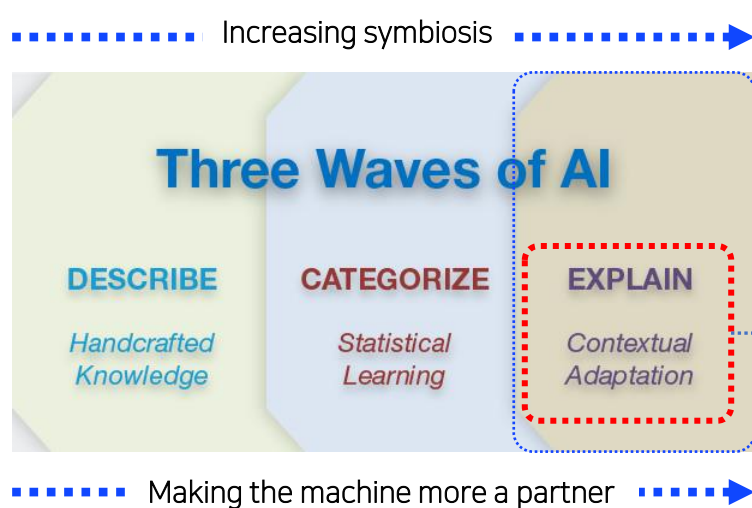 Increasing symbiosis
Three Waves of AI
DESCRIBE
Handcrafted
Knowledge
CATEGORIZE
Statistical
Learning
EXPLAIN
Contextual
Adaptation
Making the machine more a partner